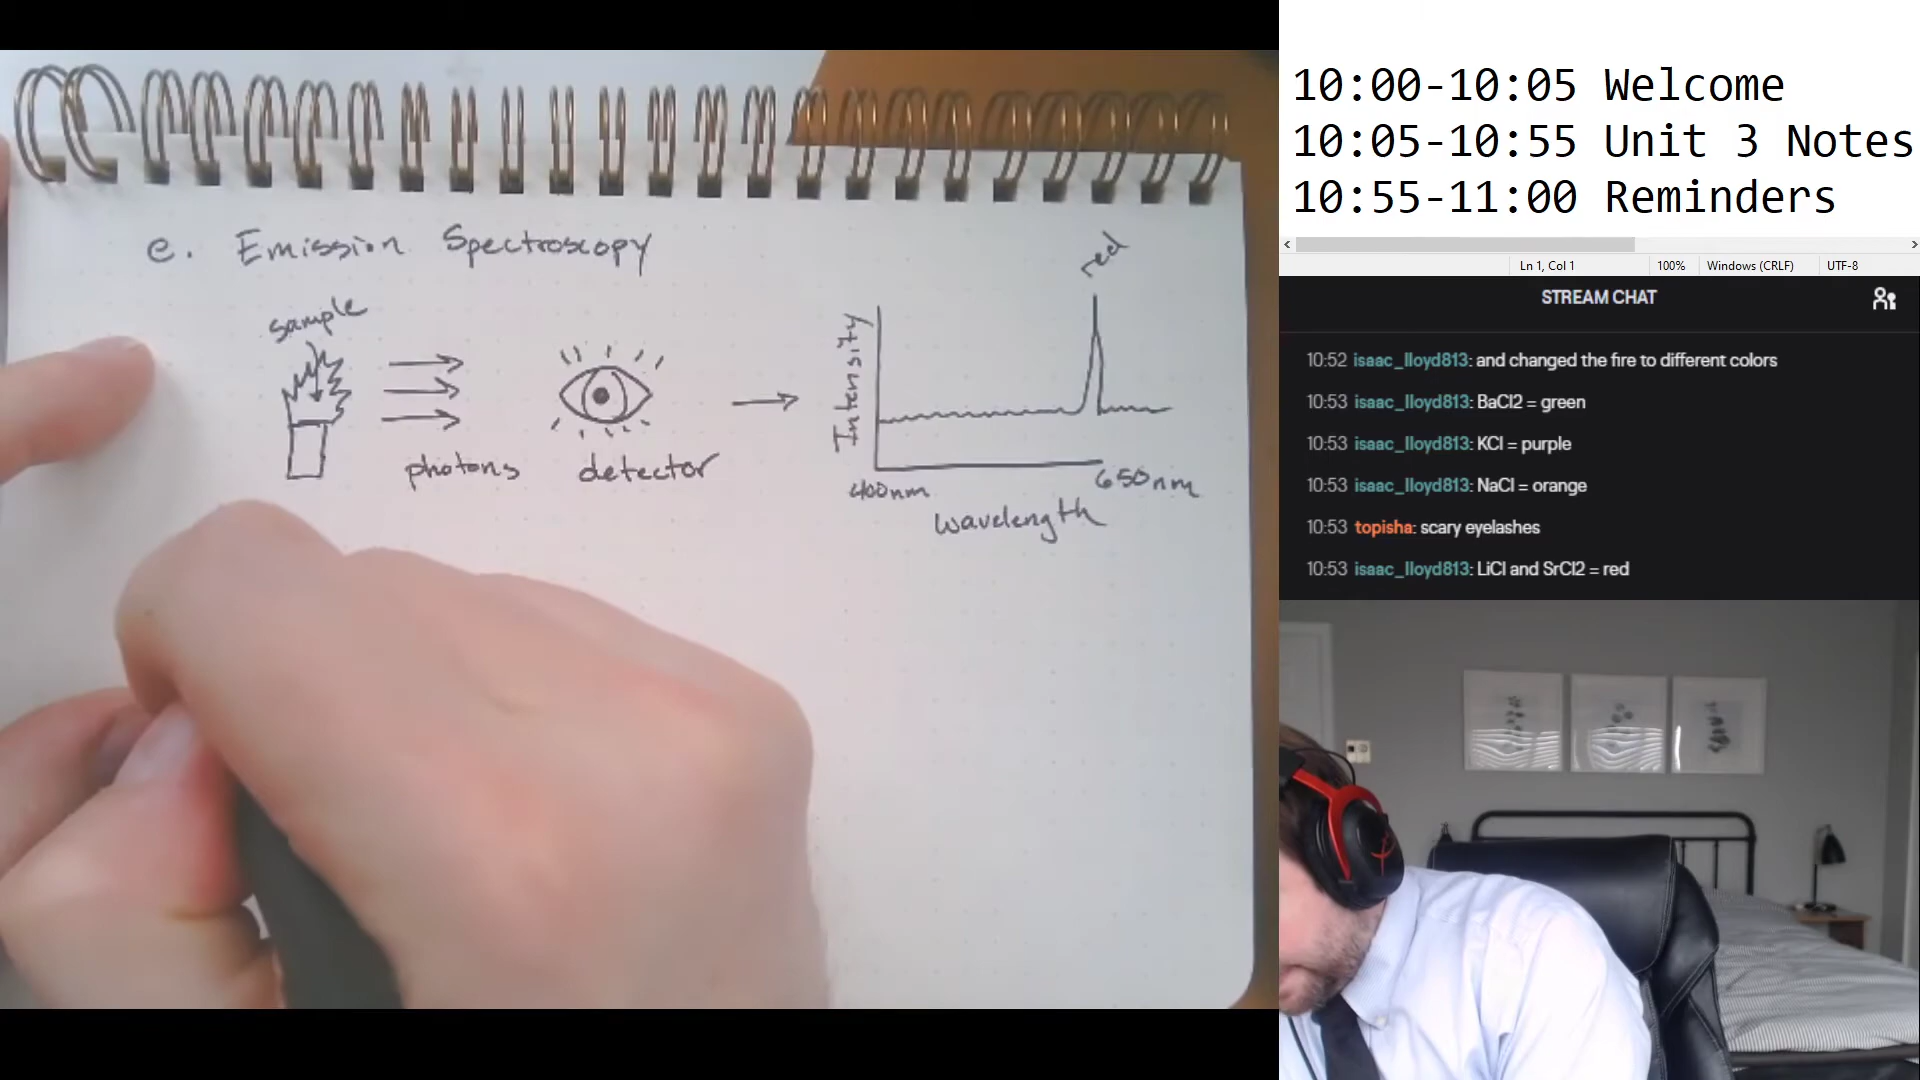 e. Emission Spectroscopy
sample
photons
detector
Intensity
red
400nm
650nm
wavelength
10:00-10:05 Welcome
10:05-10:55 Unit 3 Notes
10:55-11:00 Reminders
Ln 1, Col 1
100%
Windows (CRLF)
UTF-8
STREAM CHAT
10:52 isaac_lloyd813: and changed the fire to different colors
10:53 isaac_lloyd813: BaCl2 = green
10:53 isaac_lloyd813: KCl = purple
10:53 isaac_lloyd813: NaCl = orange
10:53 topisha: scary eyelashes
10:53 isaac_lloyd813: LiCl and SrCl2 = red